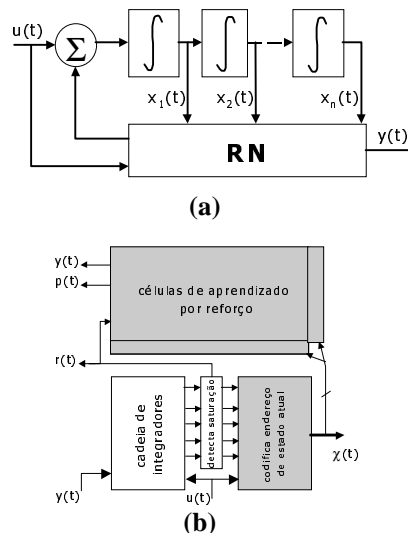 u(t)
Σ
∫
∫
∫
x₁(t)
x₂(t)
xₙ(t)
y(t)
RN
(a)
y(t)
p(t)
células de aprendizado
por reforço
r(t)
cadeia de
integradores
detecta saturação
codifica endereço
de estado atual
χ(t)
y(t)
u(t)
(b)